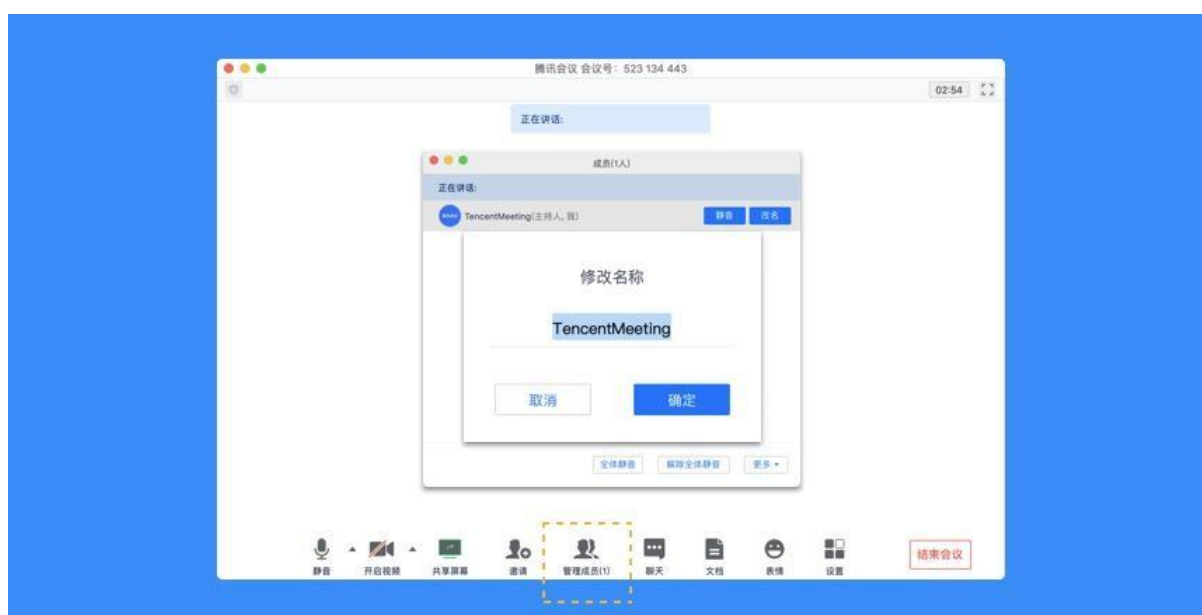 腾讯会议 会议号：523 134 443
02:54
正在讲话:
成员(1人)
正在讲话:
TencentMeeting(主持人, 我)
静音 改名
修改名称
TencentMeeting
取消 确定
全体静音 解除全体静音 更多
静音 开启视频 共享屏幕 邀请 管理成员(1) 聊天 文档 表情 设置 结束会议